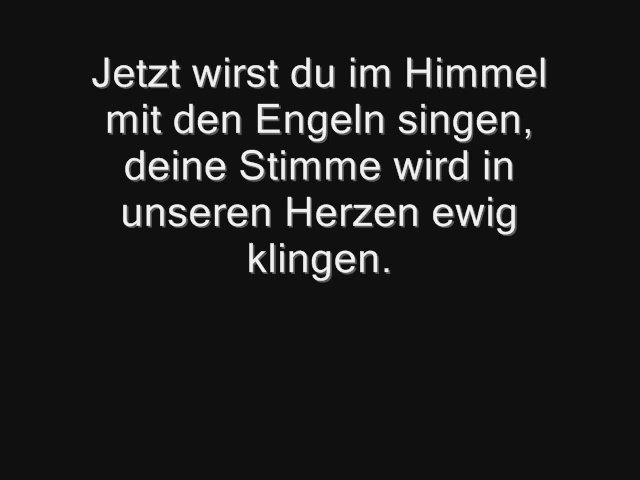 Jetzt wirst du im Himmel
mit den Engeln singen,
deine Stimme wird in
unseren Herzen ewig
klingen.